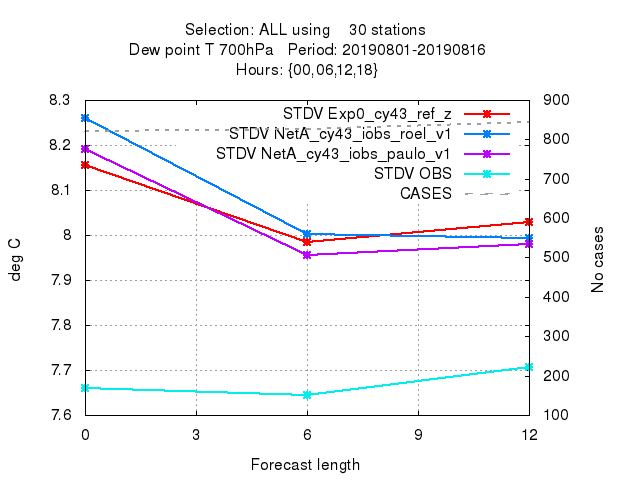 Selection: ALL using    30 stations
Dew point T 700hPa   Period: 20190801-20190816
Hours: {00,06,12,18}
STDV Exp0_cy43_ref_z
STDV NetA_cy43_iobs_roel_v1
STDV NetA_cy43_iobs_paulo_v1
STDV OBS
CASES
8.3
8.2
8.1
8
7.9
7.8
7.7
7.6
deg C
900
800
700
600
500
400
300
200
100
No cases
0 3 6 9 12
Forecast length